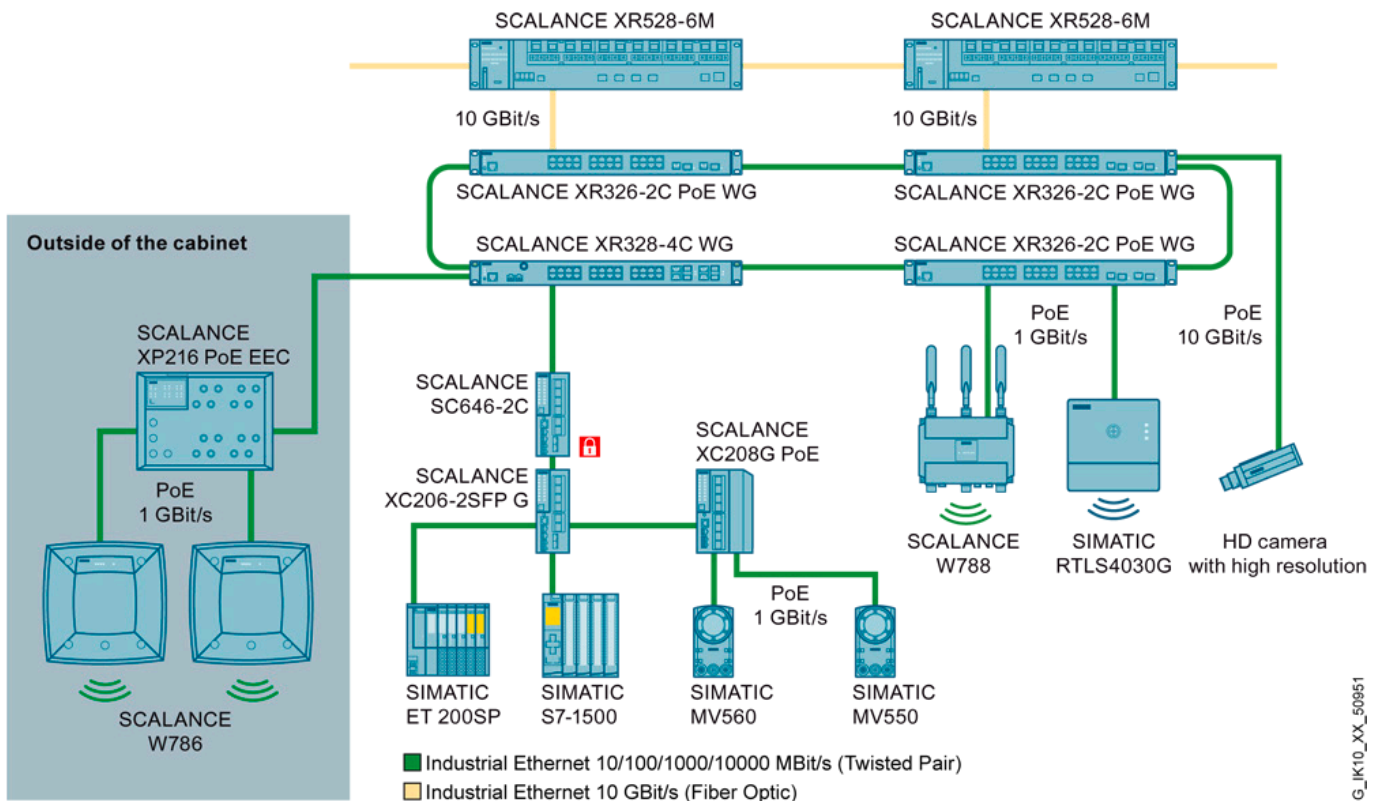 SCALANCE XR528-6M
SCALANCE XR528-6M
10 GBit/s
10 GBit/s
SCALANCE XR326-2C PoE WG
SCALANCE XR326-2C PoE WG
Outside of the cabinet
SCALANCE XR328-4C WG
SCALANCE XR326-2C PoE WG
SCALANCE
XP216 PoE EEC
PoE
1 GBit/s
PoE
10 GBit/s
SCALANCE
SC646-2C
SCALANCE
XC208G PoE
SCALANCE
XC206-2SFP G
PoE
1 GBit/s
SCALANCE
W788
SIMATIC
RTLS4030G
HD camera
with high resolution
PoE
1 GBit/s
SIMATIC
ET 200SP
SIMATIC
S7-1500
SIMATIC
MV560
SIMATIC
MV550
SCALANCE
W786
Industrial Ethernet 10/100/1000/10000 MBit/s (Twisted Pair)
Industrial Ethernet 10 GBit/s (Fiber Optic)
G_IK10_XX_50951